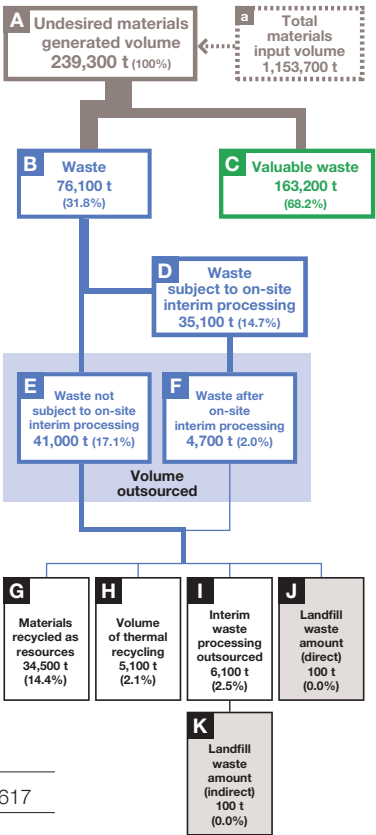 A
Undesired materials
generated volume
239,300 t (100%)
a
Total
materials
input volume
1,153,700 t
B
Waste
76,100 t
(31.8%)
C
Valuable waste
163,200 t
(68.2%)
D
Waste
subject to on-site
interim processing
35,100 t (14.7%)
E
Waste not
subject to on-site
interim processing
41,000 t (17.1%)
F
Waste after
on-site
interim processing
4,700 t (2.0%)
Volume
outsourced
G
Materials
recycled as
resources
34,500 t
(14.4%)
H
Volume
of thermal
recycling
5,100 t
(2.1%)
I
Interim
waste
processing
outsourced
6,100 t
(2.5%)
J
Landfill
waste
amount
(direct)
100 t
(0.0%)
K
Landfill
waste
amount
(indirect)
100 t
(0.0%)
617